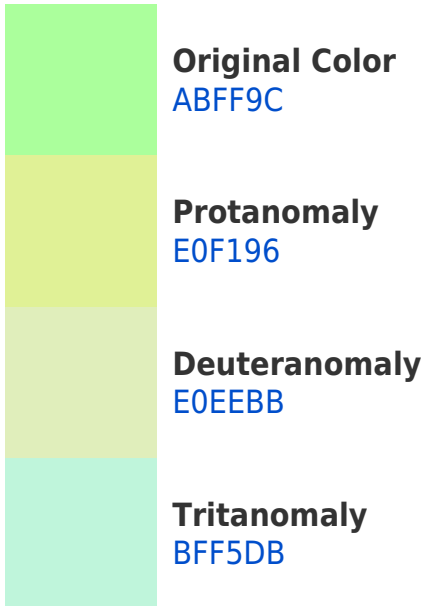 Original Color
ABFF9C
Protanomaly
E0F196
Deuteranomaly
E0EEBB
Tritanomaly
BFF5DB